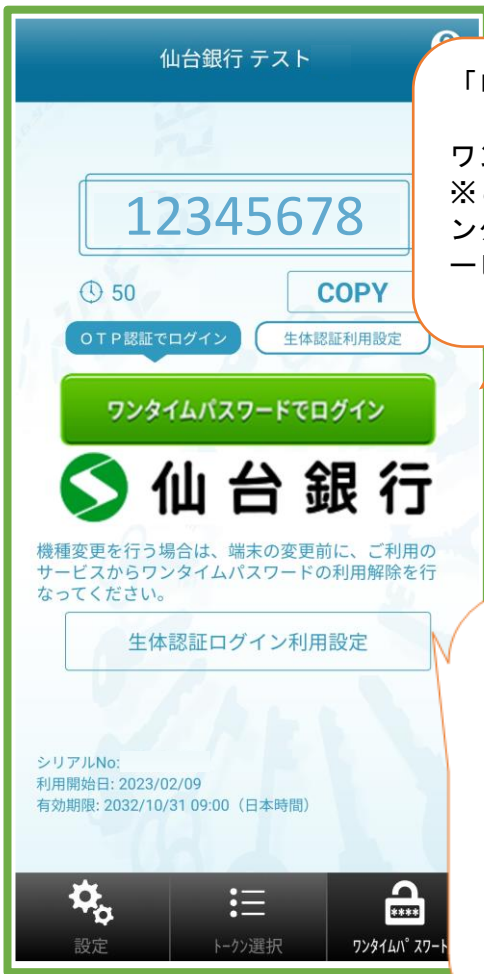 仙台銀行 テスト
「
ワン
※
ン
ード
12345678
50
COPY
OTP認証でログイン
生体認証利用設定
ワンタイムパスワードでログイン
仙台銀行
機種変更を行う場合は、端末の変更前に、ご利用の
サービスからワンタイムパスワードの利用解除を行
なってください。
生体認証ログイン利用設定
シリアルNo:
利用開始日: 2023/02/09
有効期限: 2032/10/31 09:00（日本時間）
設定
トークン選択
****
ワンタイムパスワード